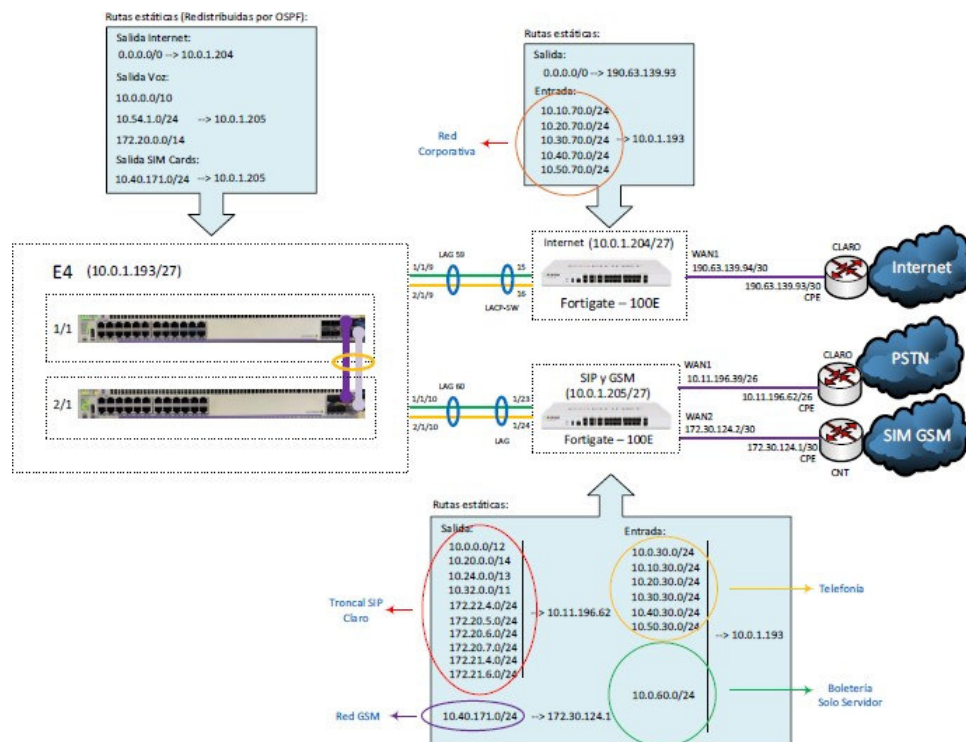 Rutas estáticas (Redistribuidas por OSPF):
Salida Internet:
0.0.0.0/0 --> 10.0.1.204
Salida Voz:
10.0.0.0/10
10.54.1.0/24 --> 10.0.1.205
172.20.0.0/14
Salida SIM Cards:
10.40.171.0/24 --> 10.0.1.205
Rutas estáticas:
Salida:
0.0.0.0/0 --> 190.63.139.93
Entrada:
10.10.70.0/24
10.20.70.0/24
10.30.70.0/24 --> 10.0.1.193
10.40.70.0/24
10.50.70.0/24
Red
Corporativa
E4 (10.0.1.193/27)
1/1
2/1
LAG 59
1/1/9
2/1/9
15
16
LACP-SW
Internet (10.0.1.204/27)
Fortigate – 100E
WAN1
190.63.139.94/30
190.63.139.93/30
CPE
CLARO
Internet
LAG 60
1/1/10
2/1/10
1/23
1/24
LAG
SIP y GSM
(10.0.1.205/27)
Fortigate – 100E
WAN1
10.11.196.39/26
10.11.196.62/26
CPE
CLARO
PSTN
WAN2
172.30.124.2/30
172.30.124.1/30
CPE
CNT
SIM GSM
Rutas estáticas:
Salida:
10.0.0.0/12
10.20.0.0/14
10.24.0.0/13
10.32.0.0/11
172.22.4.0/24
172.20.5.0/24 --> 10.11.196.62
172.20.6.0/24
172.20.7.0/24
172.21.4.0/24
172.21.6.0/24
10.40.171.0/24 --> 172.30.124.1
Troncal SIP
Claro
Red GSM
Entrada:
10.0.30.0/24
10.10.30.0/24
10.20.30.0/24
10.30.30.0/24
10.40.30.0/24
10.50.30.0/24
--> 10.0.1.193
10.0.60.0/24
Telefonía
Boletería
Solo Servidor